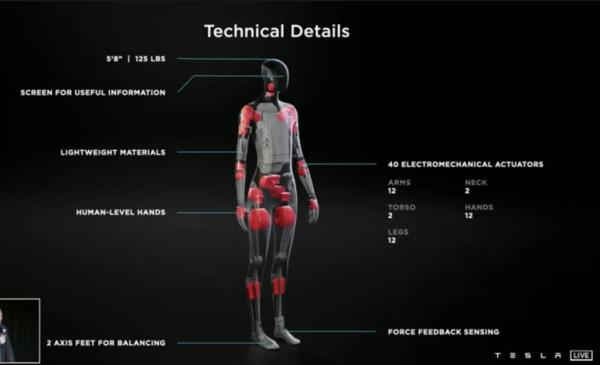 Technical Details
5'8" | 125 LBS
SCREEN FOR USEFUL INFORMATION
LIGHTWEIGHT MATERIALS
HUMAN-LEVEL HANDS
2 AXIS FEET FOR BALANCING
40 ELECTROMECHANICAL ACTUATORS
ARMS NECK
12 2
TORSO HANDS
2 12
LEGS
12
FORCE FEEDBACK SENSING
TESLA LIVE